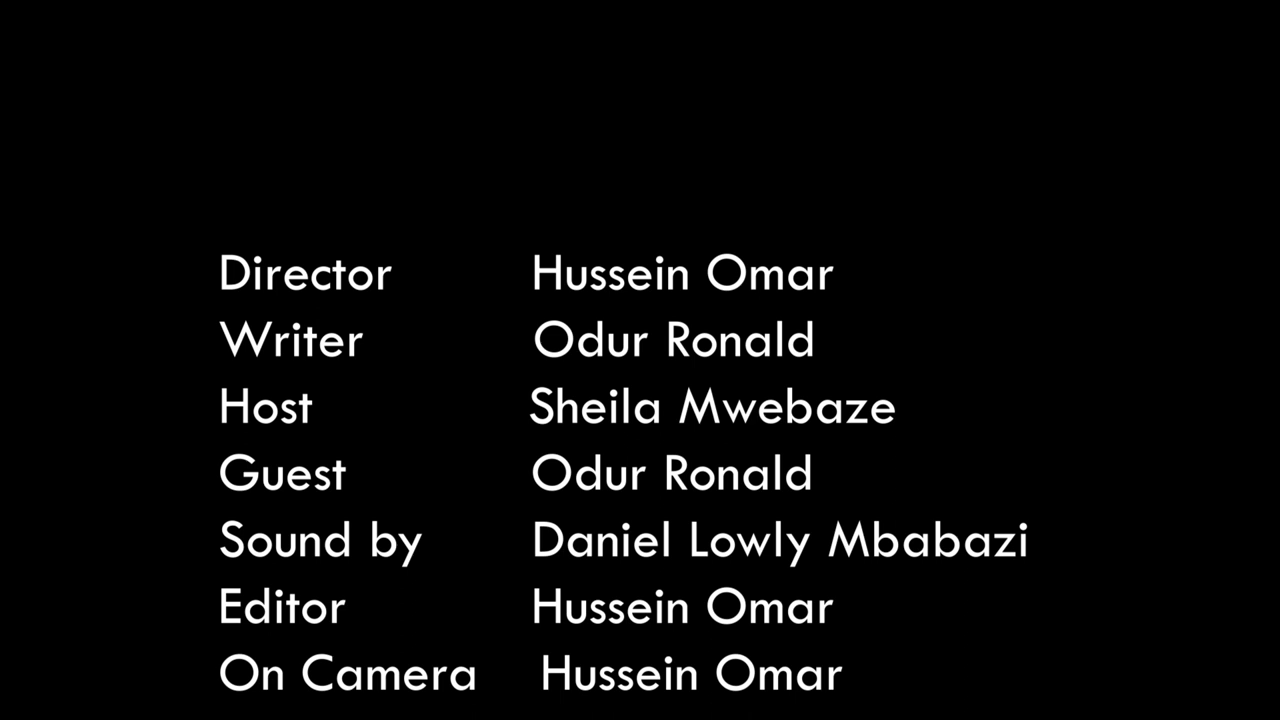 Director Hussein Omar
Writer Odur Ronald
Host Sheila Mwebaze
Guest Odur Ronald
Sound by Daniel Lowly Mbabazi
Editor Hussein Omar
On Camera Hussein Omar